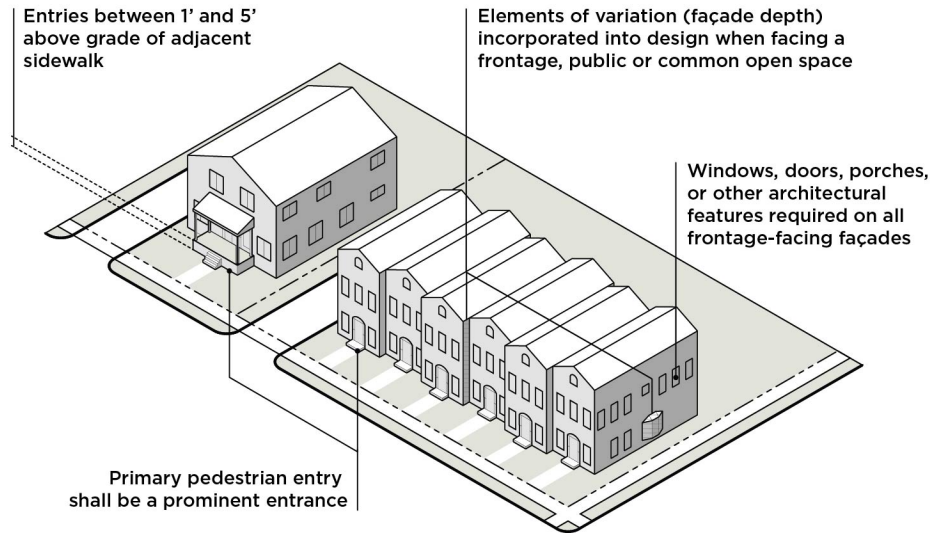 Entries between 1’ and 5’
above grade of adjacent
sidewalk
Elements of variation (façade depth)
incorporated into design when facing a
frontage, public or common open space
Windows, doors, porches,
or other architectural
features required on all
frontage-facing façades
Primary pedestrian entry
shall be a prominent entrance